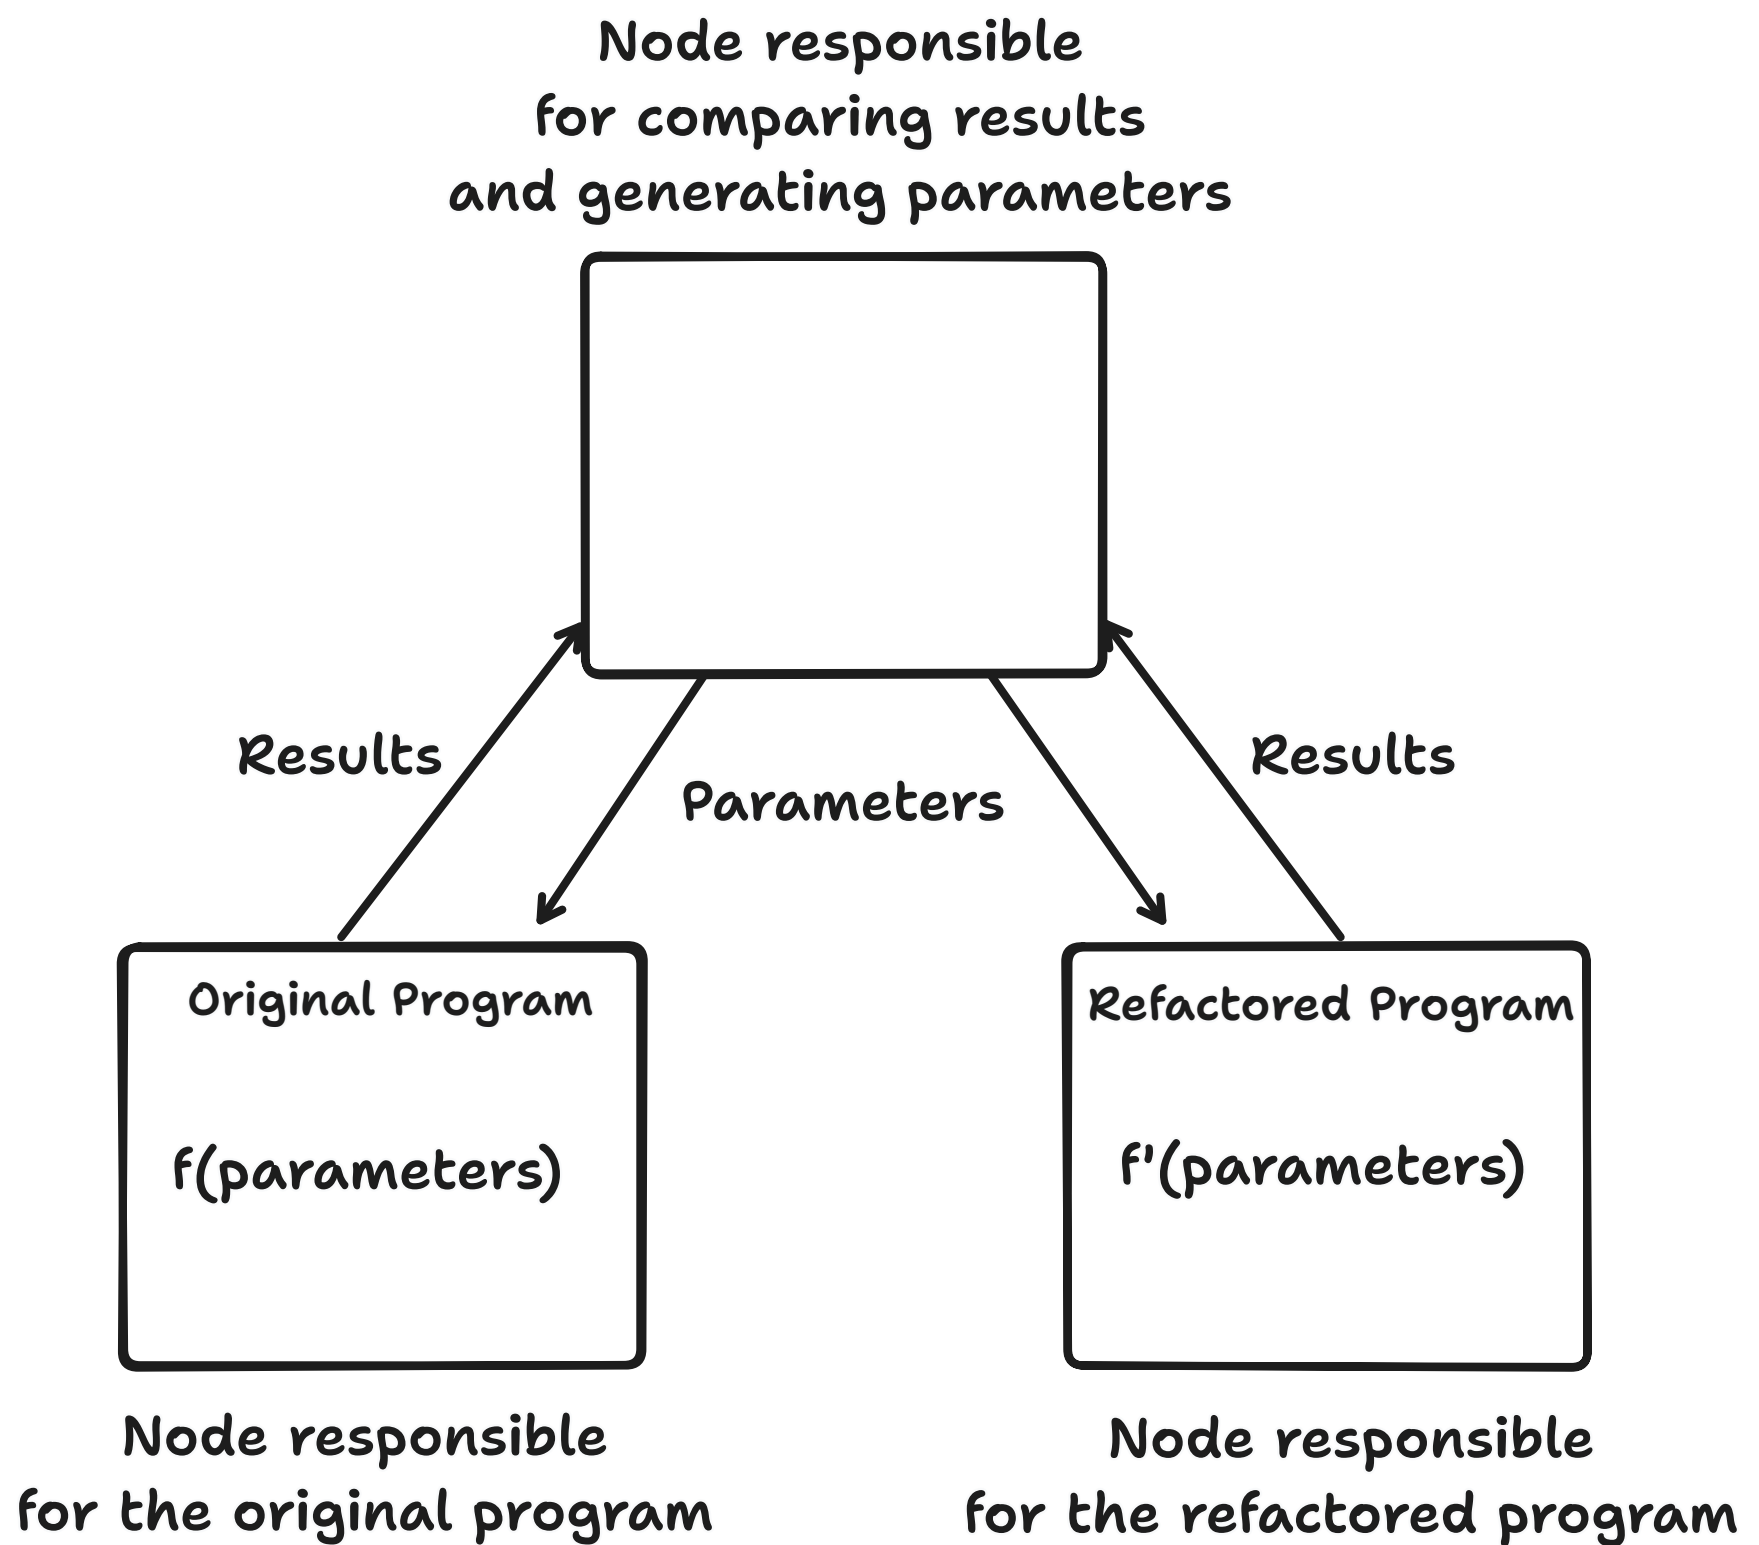 Node responsible
for comparing results
and generating parameters
Results
Results
Parameters
Original Program
Refactored Program
f(parameters)
f'(parameters)
Node responsible
for the original program
Node responsible
for the refactored program